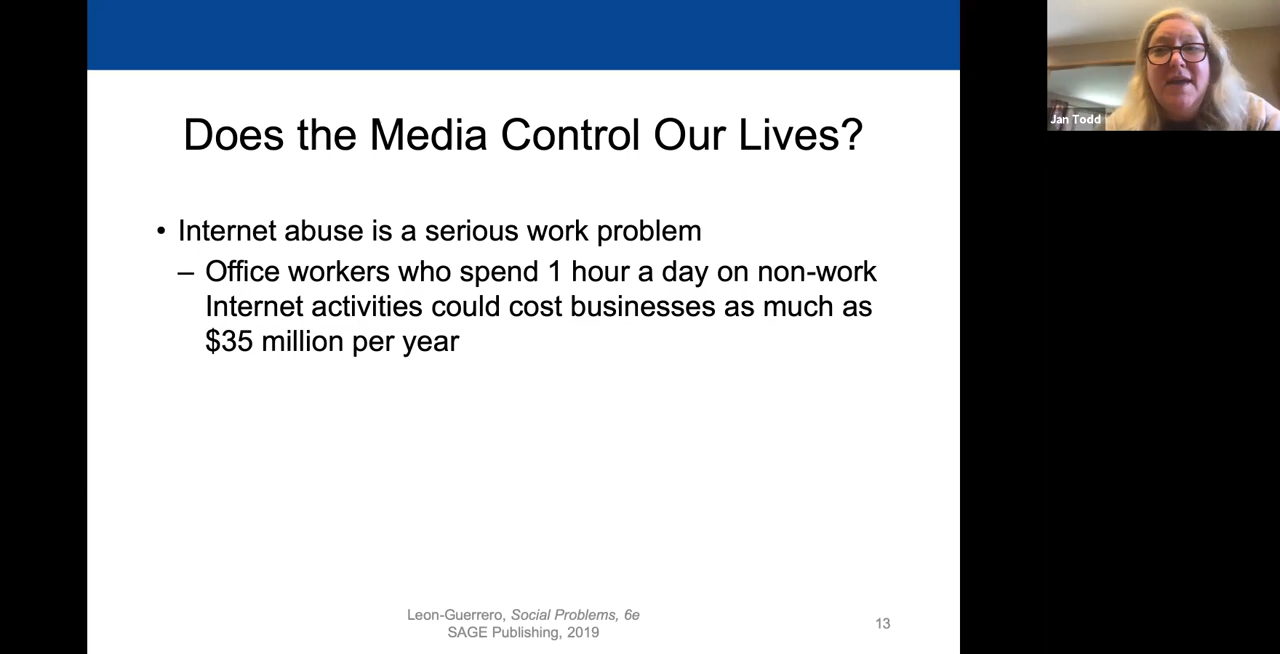 Does the Media Control Our Lives?
• Internet abuse is a serious work problem
– Office workers who spend 1 hour a day on non-work
Internet activities could cost businesses as much as
$35 million per year
Leon-Guerrero, Social Problems, 6e
SAGE Publishing, 2019
13
Jan Todd